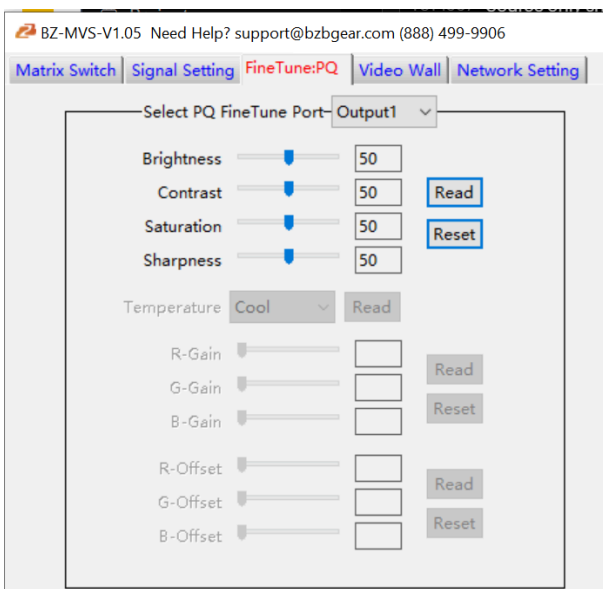 BZ-MVS-V1.05 Need Help? support@bzbgear.com (888) 499-9906
Matrix Switch Signal Setting FineTune:PQ Video Wall Network Setting
Select PQ FineTune Port Output1
Brightness 50
Contrast 50 Read
Saturation 50
Reset
Sharpness 50
Temperature Cool Read
R-Gain
Read
G-Gain
Reset
B-Gain
R-Offset
Read
G-Offset
Reset
B-Offset